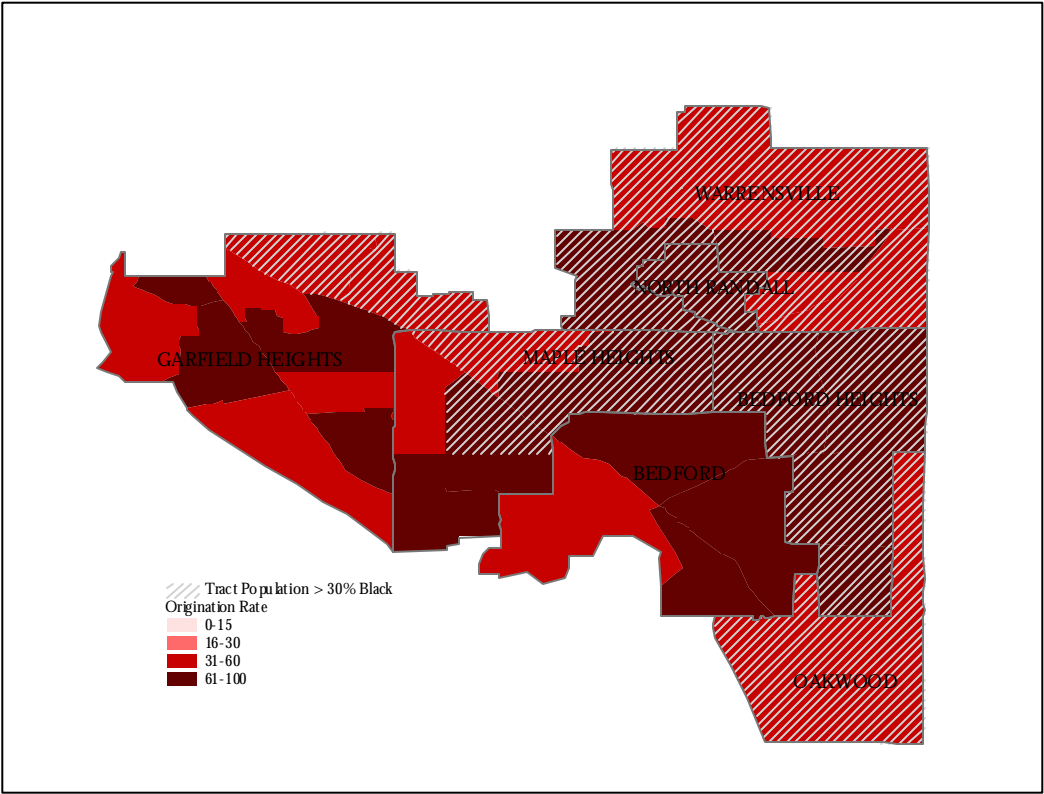 WARRENSVILLE
NORTH RANDALL
GARFIELD HEIGHTS
MAPLE HEIGHTS
BEDFORD HEIGHTS
BEDFORD
Tract Population > 30% Black
Origination Rate
0-15
16-30
31-60
61-100
OAKWOOD